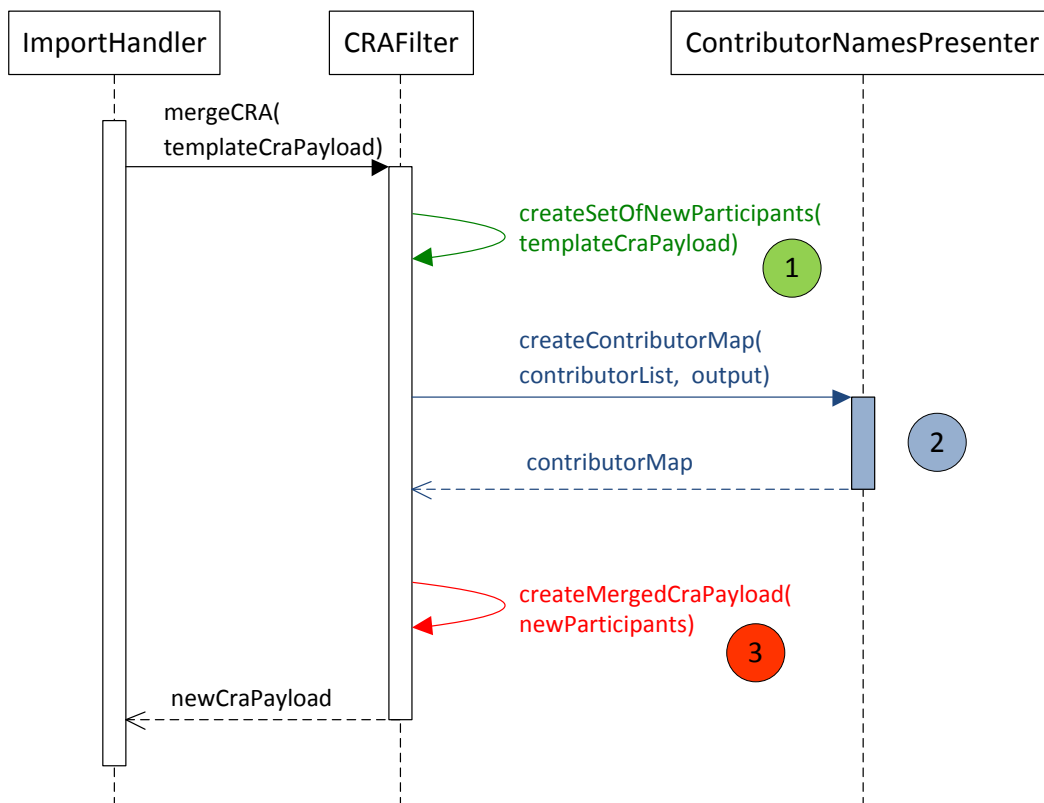 ImportHandler
CRAFilter
ContributorNamesPresenter
mergeCRA(
templateCraPayload)
createSetOfNewParticipants(
templateCraPayload)
1
createContributorMap(
contributorList, output)
2
contributorMap
createMergedCraPayload(
newParticipants)
3
newCraPayload